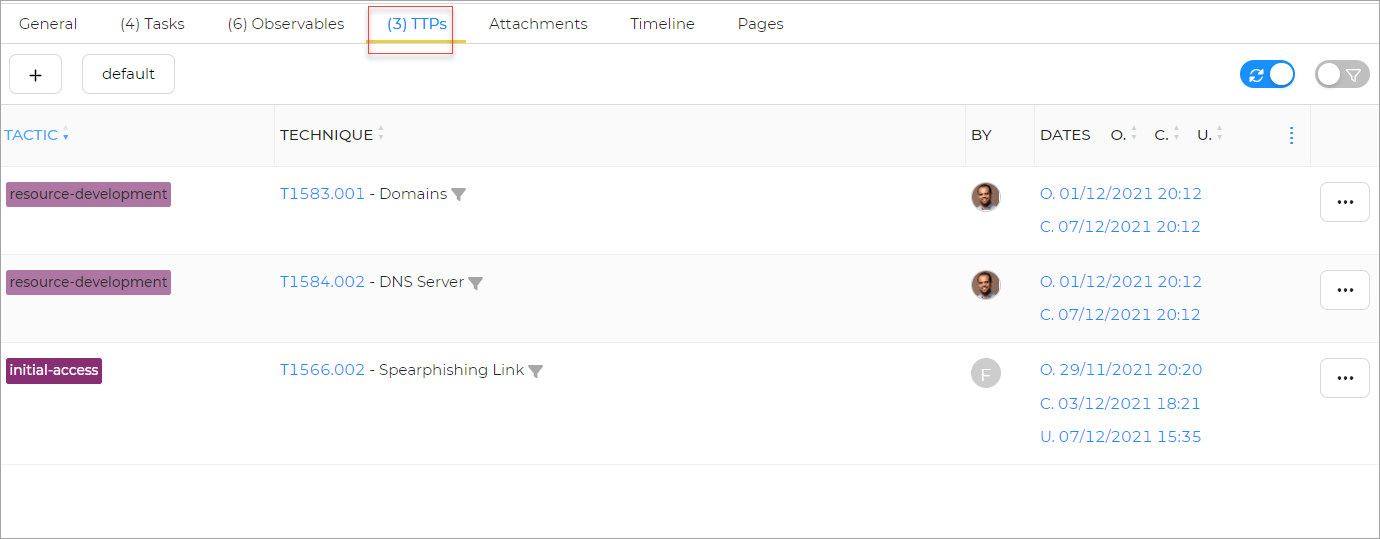 General (4) Tasks (6) Observables (3) TTPs Attachments Timeline Pages
+ default
TACTIC TECHNIQUE BY DATES O. C. U.
resource-development T1583.001 - Domains O. 01/12/2021 20:12
C. 07/12/2021 20:12
resource-development T1584.002 - DNS Server O. 01/12/2021 20:12
C. 07/12/2021 20:12
initial-access T1566.002 - Spearphishing Link F O. 29/11/2021 20:20
C. 03/12/2021 18:21
U. 07/12/2021 15:35